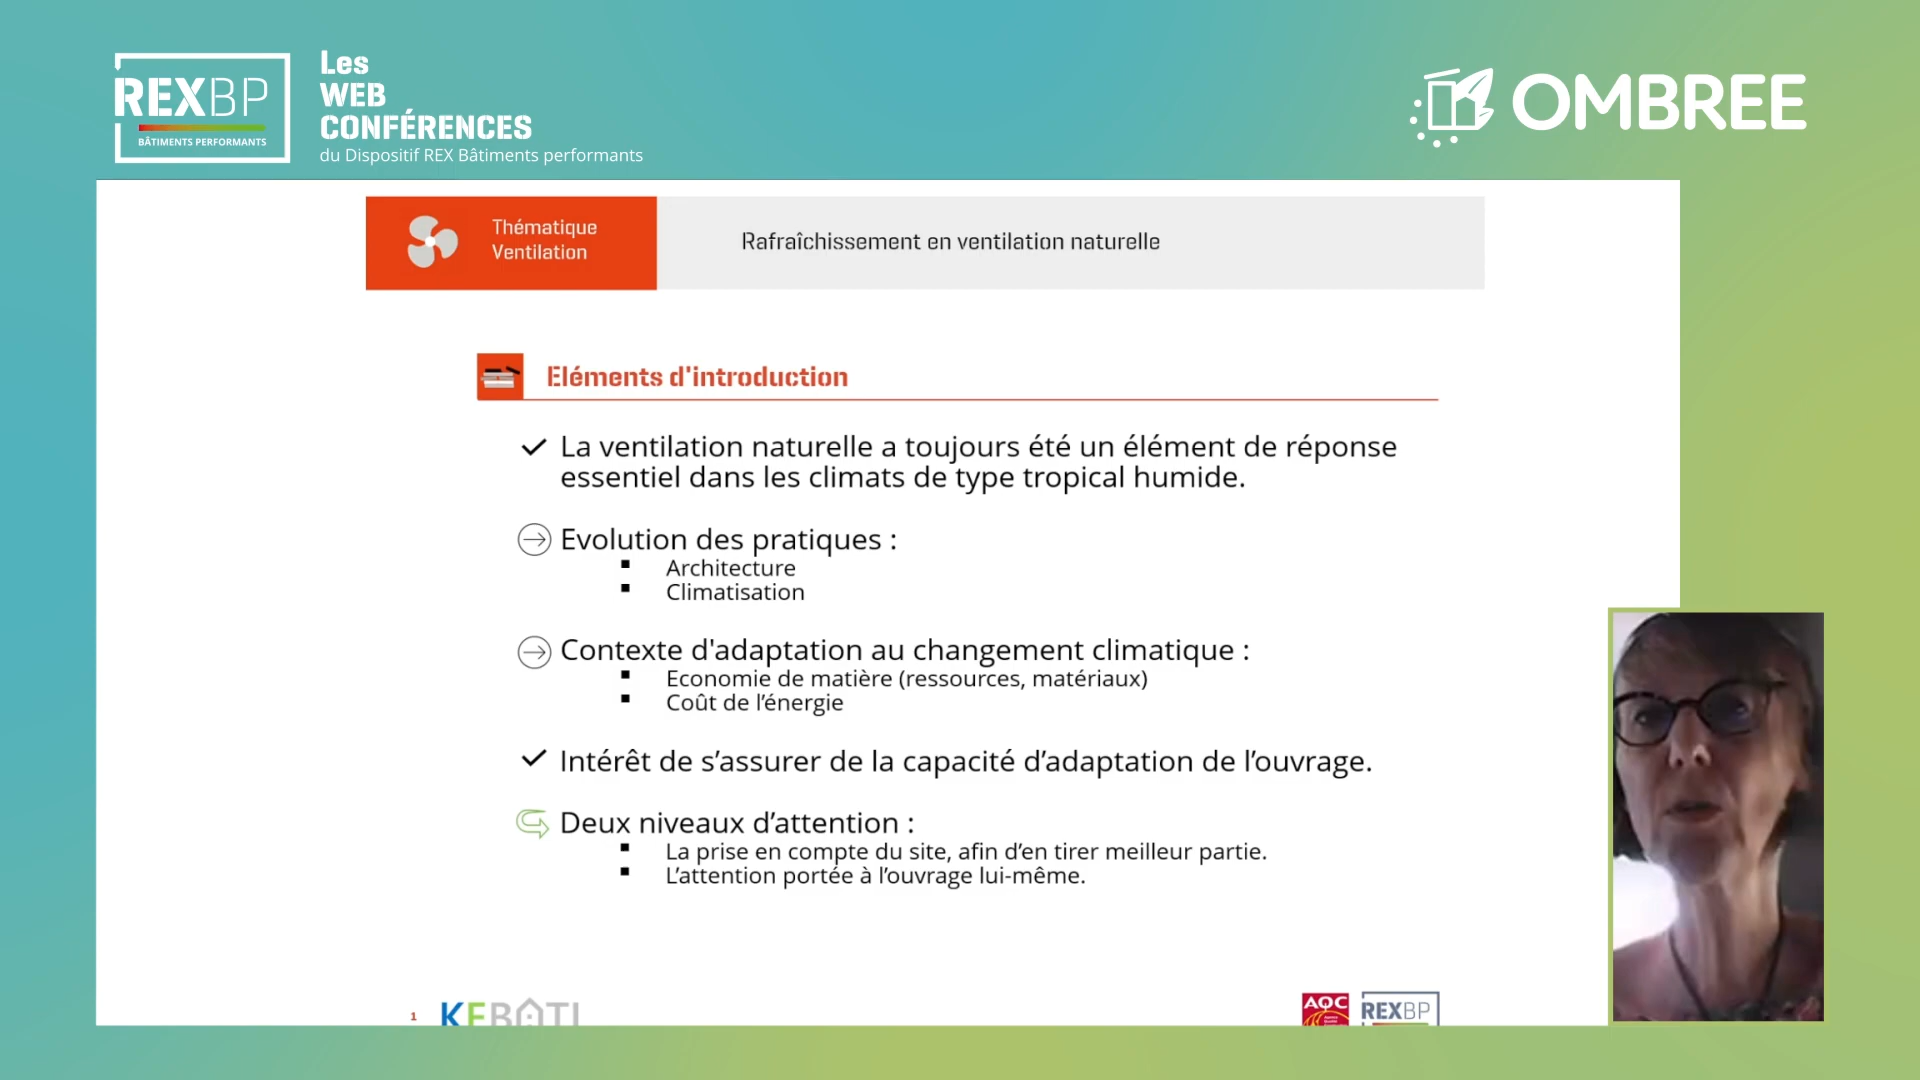 REXBP
BÂTIMENTS PERFORMANTS
Les
WEB
CONFÉRENCES
du Dispositif REX Bâtiments performants
OMBREE
Thématique
Ventilation
Rafraîchissement en ventilation naturelle
Eléments d'introduction
La ventilation naturelle a toujours été un élément de réponse
essentiel dans les climats de type tropical humide.
Evolution des pratiques :
Architecture
Climatisation
Contexte d'adaptation au changement climatique :
Economie de matière (ressources, matériaux)
Coût de l’énergie
Intérêt de s’assurer de la capacité d’adaptation de l’ouvrage.
Deux niveaux d’attention :
La prise en compte du site, afin d’en tirer meilleur partie.
L’attention portée à l’ouvrage lui-même.
1
KEBÂTI
AQC
REXBP